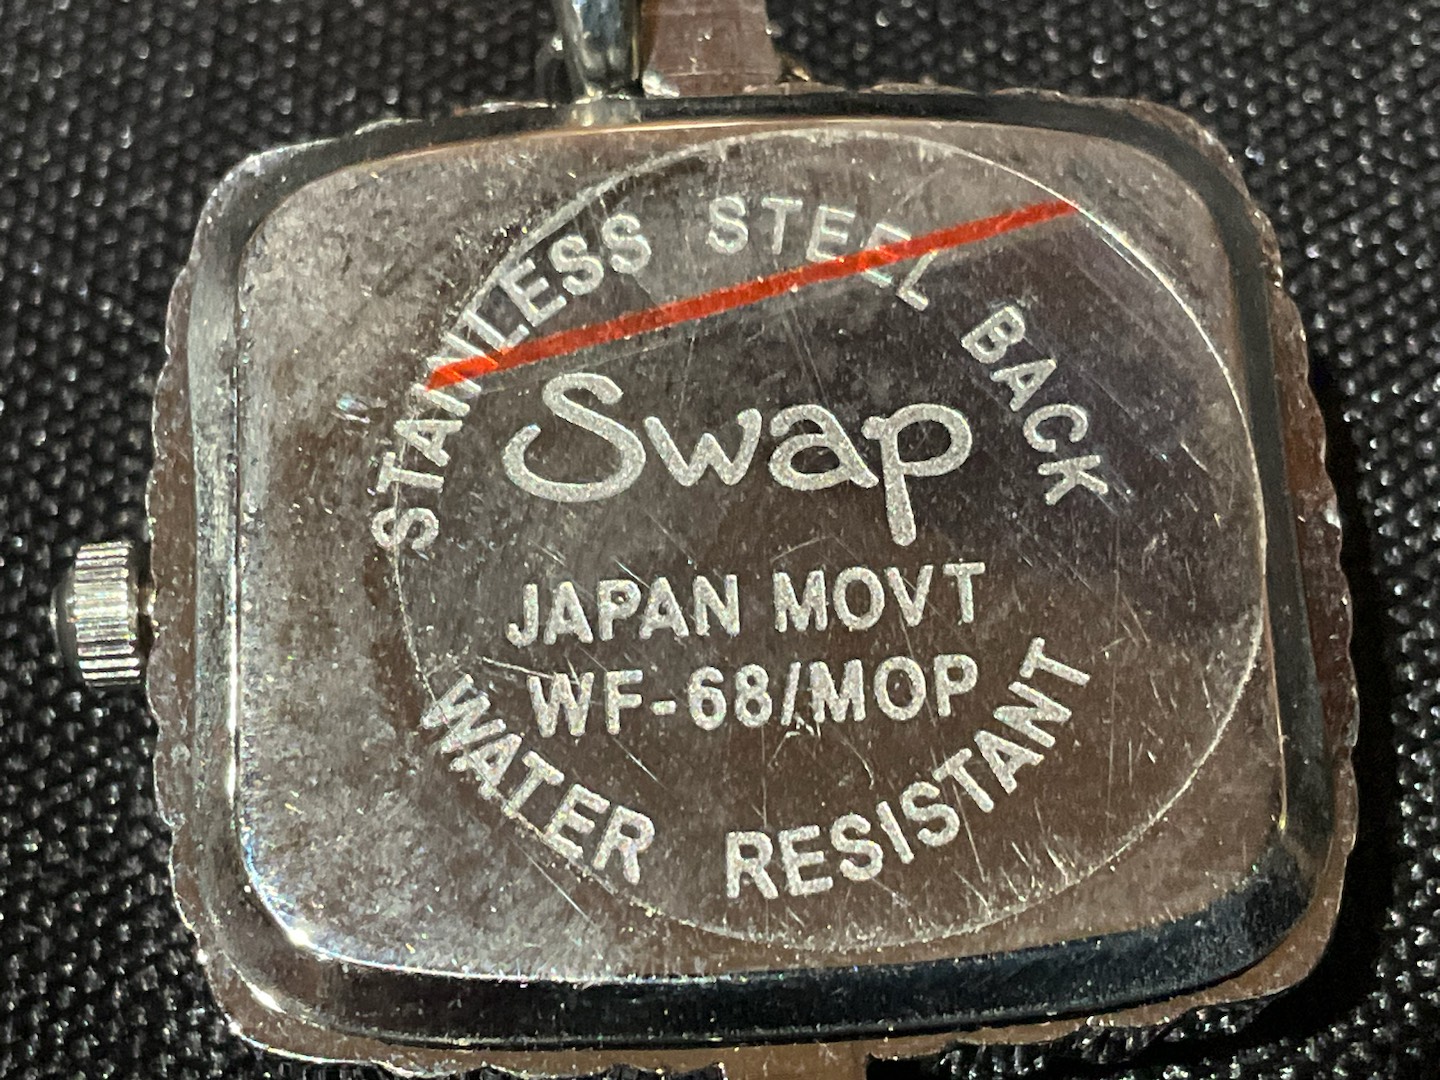 STAINLESS STEEL BACK
Swap
JAPAN MOVT
WF-68/MOP
WATER RESISTANT